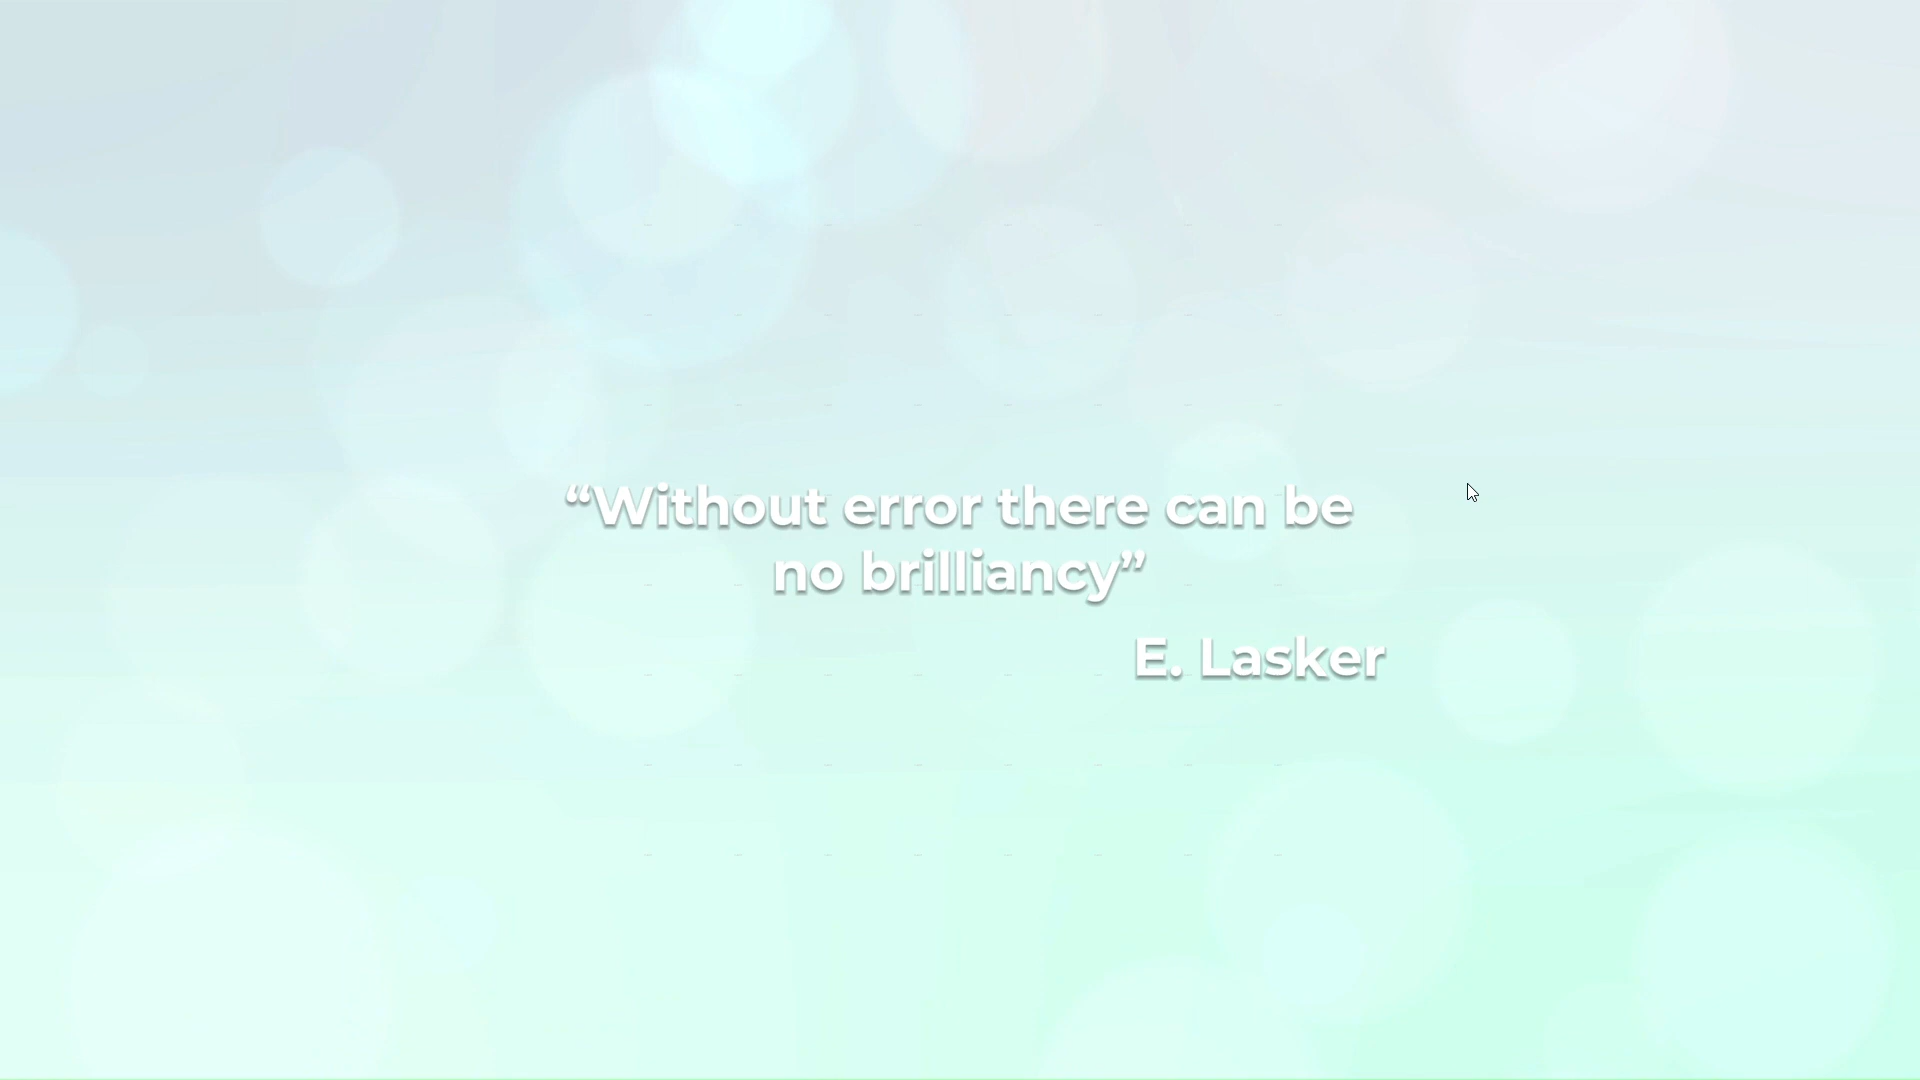 “Without error there can be
no brilliancy”
E. Lasker